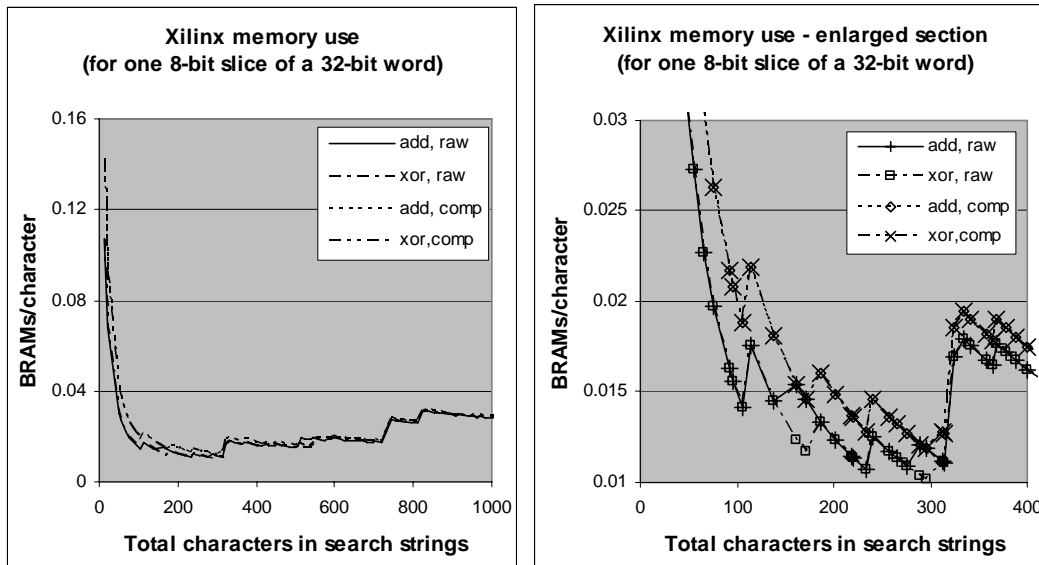 Xilinx memory use
(for one 8-bit slice of a 32-bit word)
0.16
0.12
0.08
0.04
0
BRAMs/character
add, raw
xor, raw
add, comp
xor,comp
0
200
400
600
800
1000
Total characters in search strings
Xilinx memory use - enlarged section
(for one 8-bit slice of a 32-bit word)
0.03
0.025
0.02
0.015
0.01
BRAMs/character
add, raw
xor, raw
add, comp
xor,comp
0
100
200
300
400
Total characters in search strings